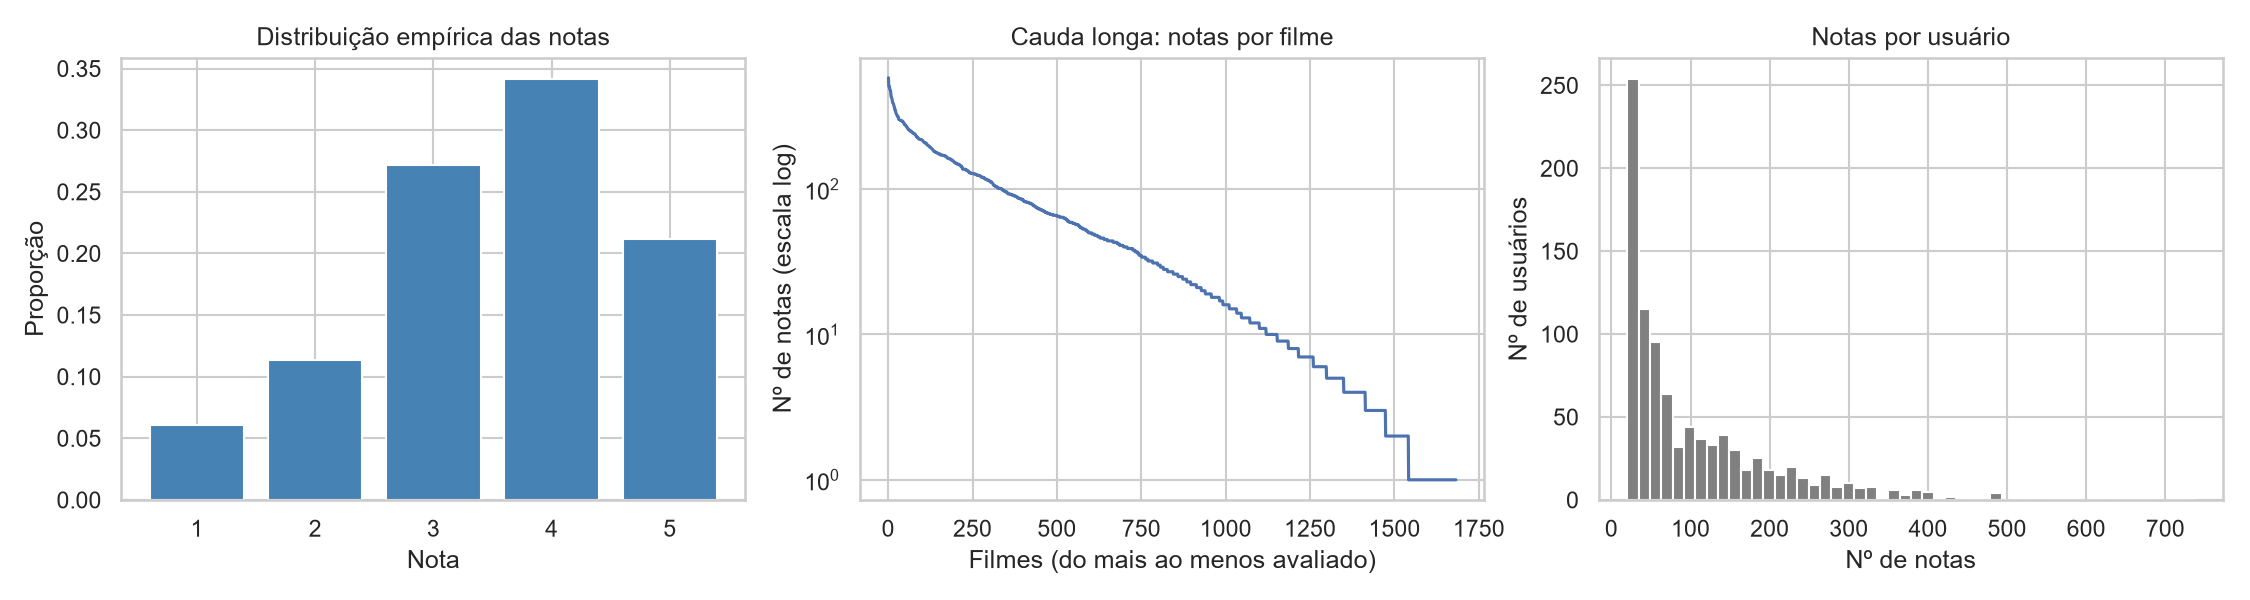 Distribuição empírica das notas
0.35
0.30
0.25
0.20
0.15
0.10
0.05
0.00
Proporção
1 2 3 4 5
Nota
Cauda longa: notas por filme
10²
10¹
10⁰
Nº de notas (escala log)
0 250 500 750 1000 1250 1500 1750
Filmes (do mais ao menos avaliado)
Notas por usuário
250
200
150
100
50
0
Nº de usuários
0 100 200 300 400 500 600 700
Nº de notas